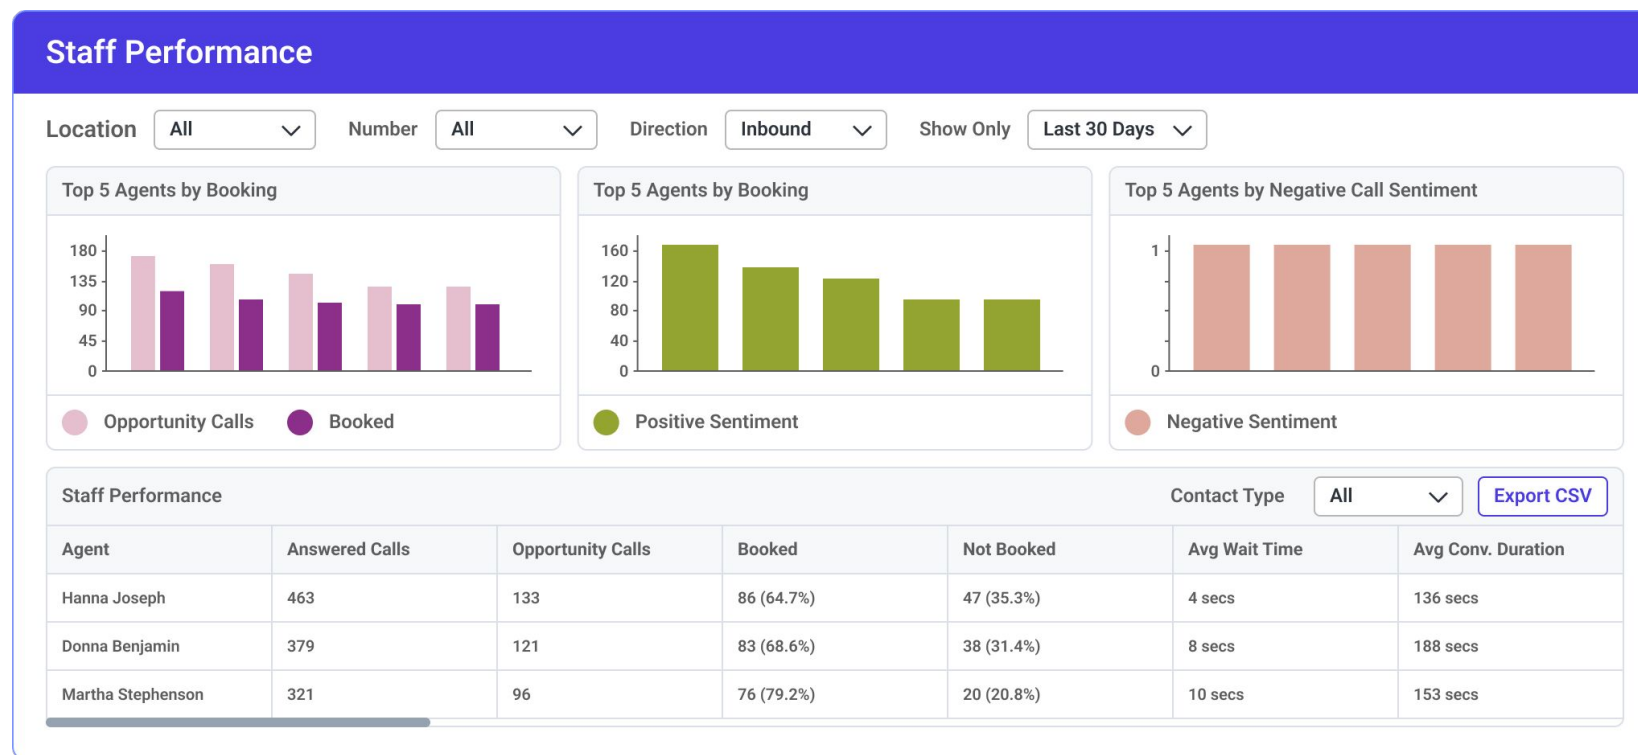 Staff Performance
Location All Number All Direction Inbound Show Only Last 30 Days
Top 5 Agents by Booking
180
135
90
45
0
Opportunity Calls Booked
Top 5 Agents by Booking
160
120
80
40
0
Positive Sentiment
Top 5 Agents by Negative Call Sentiment
1
0
Negative Sentiment
Staff Performance Contact Type All Export CSV
Agent Answered Calls Opportunity Calls Booked Not Booked Avg Wait Time Avg Conv. Duration
Hanna Joseph 463 133 86 (64.7%) 47 (35.3%) 4 secs 136 secs
Donna Benjamin 379 121 83 (68.6%) 38 (31.4%) 8 secs 188 secs
Martha Stephenson 321 96 76 (79.2%) 20 (20.8%) 10 secs 153 secs